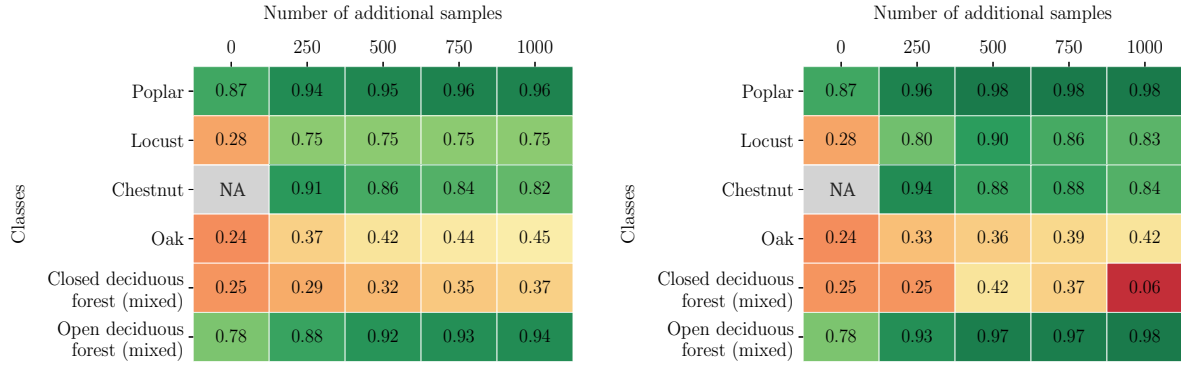 Number of additional samples
0 250 500 750 1000
Classes
Poplar 0.87 0.94 0.95 0.96 0.96
Locust 0.28 0.75 0.75 0.75 0.75
Chestnut NA 0.91 0.86 0.84 0.82
Oak 0.24 0.37 0.42 0.44 0.45
Closed deciduous
forest (mixed) 0.25 0.29 0.32 0.35 0.37
Open deciduous
forest (mixed) 0.78 0.88 0.92 0.93 0.94
Number of additional samples
0 250 500 750 1000
Classes
Poplar 0.87 0.96 0.98 0.98 0.98
Locust 0.28 0.80 0.90 0.86 0.83
Chestnut NA 0.94 0.88 0.88 0.84
Oak 0.24 0.33 0.36 0.39 0.42
Closed deciduous
forest (mixed) 0.25 0.25 0.42 0.37 0.06
Open deciduous
forest (mixed) 0.78 0.93 0.97 0.97 0.98